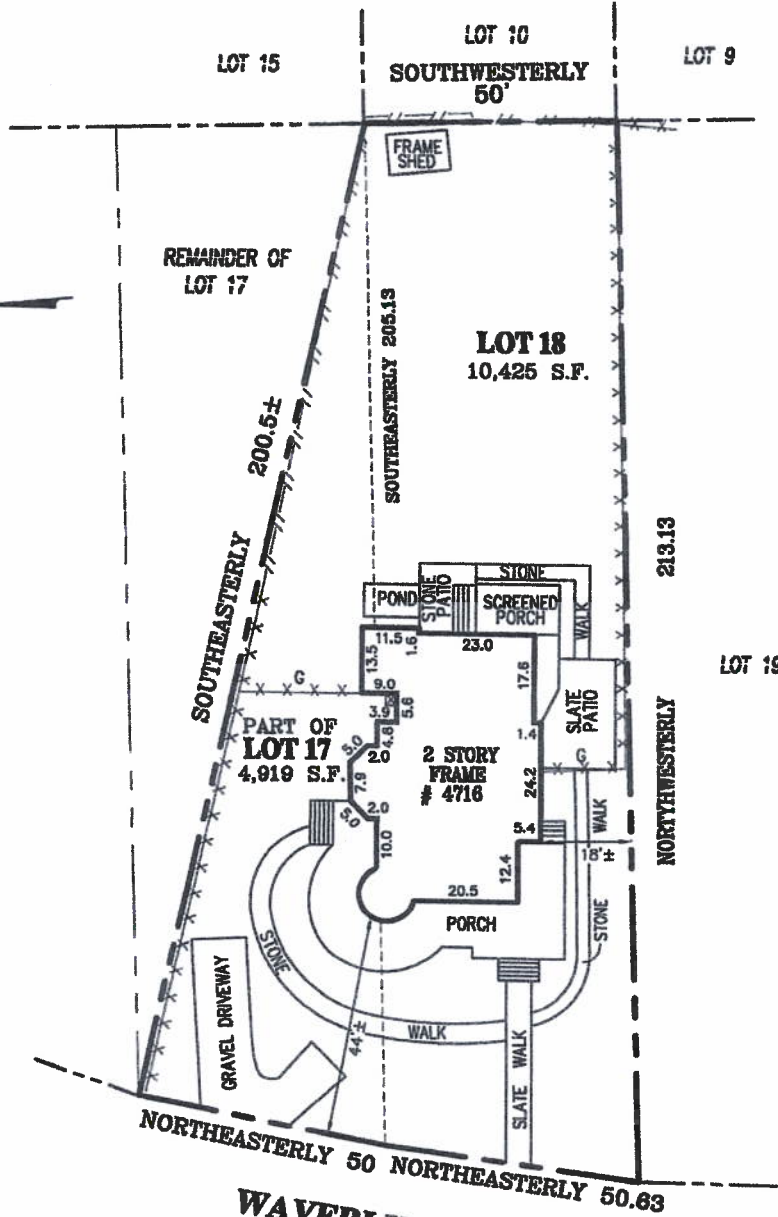 LOT 10
LOT 9
LOT 15
SOUTHWESTERLY
50'
FRAME
SHED
REMAINDER OF
LOT 17
SOUTHEASTERLY 205.13
LOT 18
10,425 S.F.
SOUTHEASTERLY 200.5±
NORTYHWESTERLY 213.13
LOT 19
POND
STONE
PATIO
STONE
SCREENED
PORCH
WALK
11.5
1.6
23.0
13.5
17.6
9.0
G
5.6
3.9
4.8
SLATE
PATIO
PART OF
LOT 17
4,919 S.F.
5.0
2.0
1.4
G
2 STORY
FRAME
# 4716
7.9
24.2
2.0
5.0
5.4
WALK
18'±
10.0
12.4
20.5
PORCH
STONE
STONE
WALK
GRAVEL DRIVEWAY
44'±
SLATE WALK
NORTHEASTERLY 50 NORTHEASTERLY 50.63